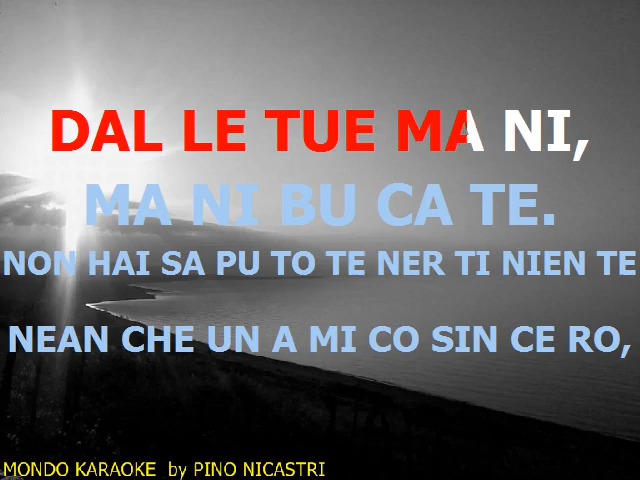 DAL LE TUE MA NI,
MA NI BU CA TE.
NON HAI SA PU TO TE NER TI NIEN TE
NEAN CHE UN A MI CO SIN CE RO,
MONDO KARAOKE by PINO NICASTRI